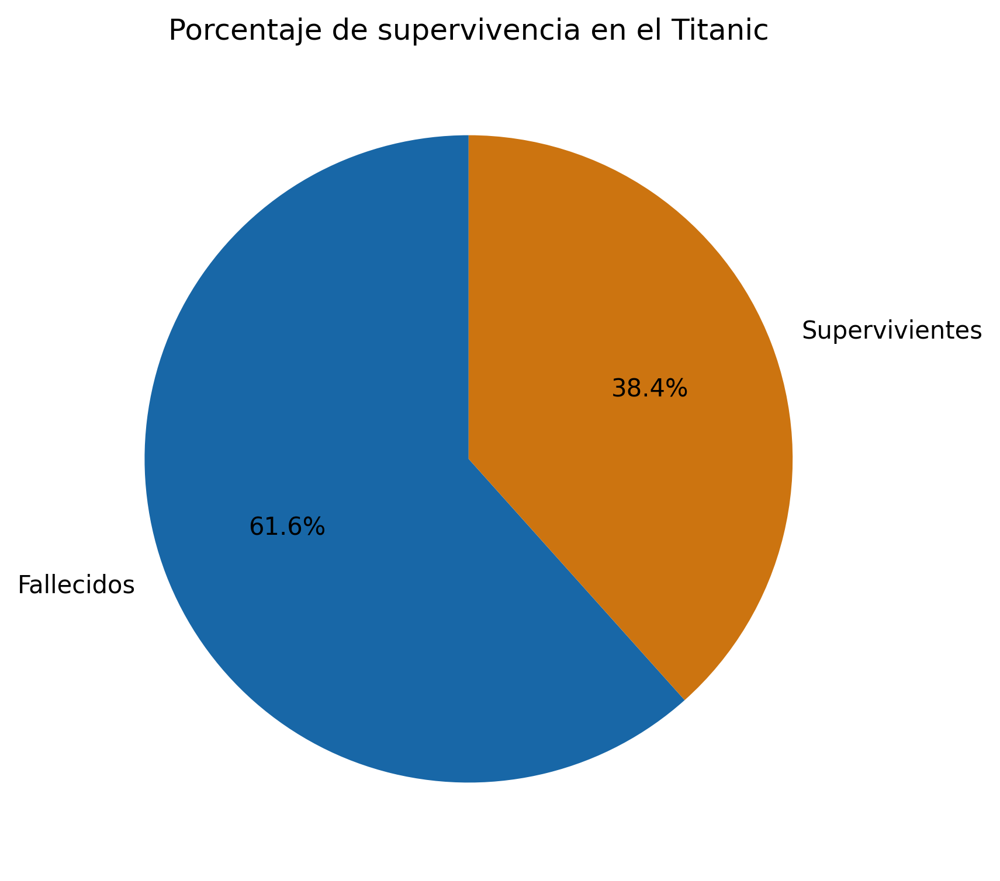 Porcentaje de supervivencia en el Titanic
Supervivientes
38.4%
61.6%
Fallecidos